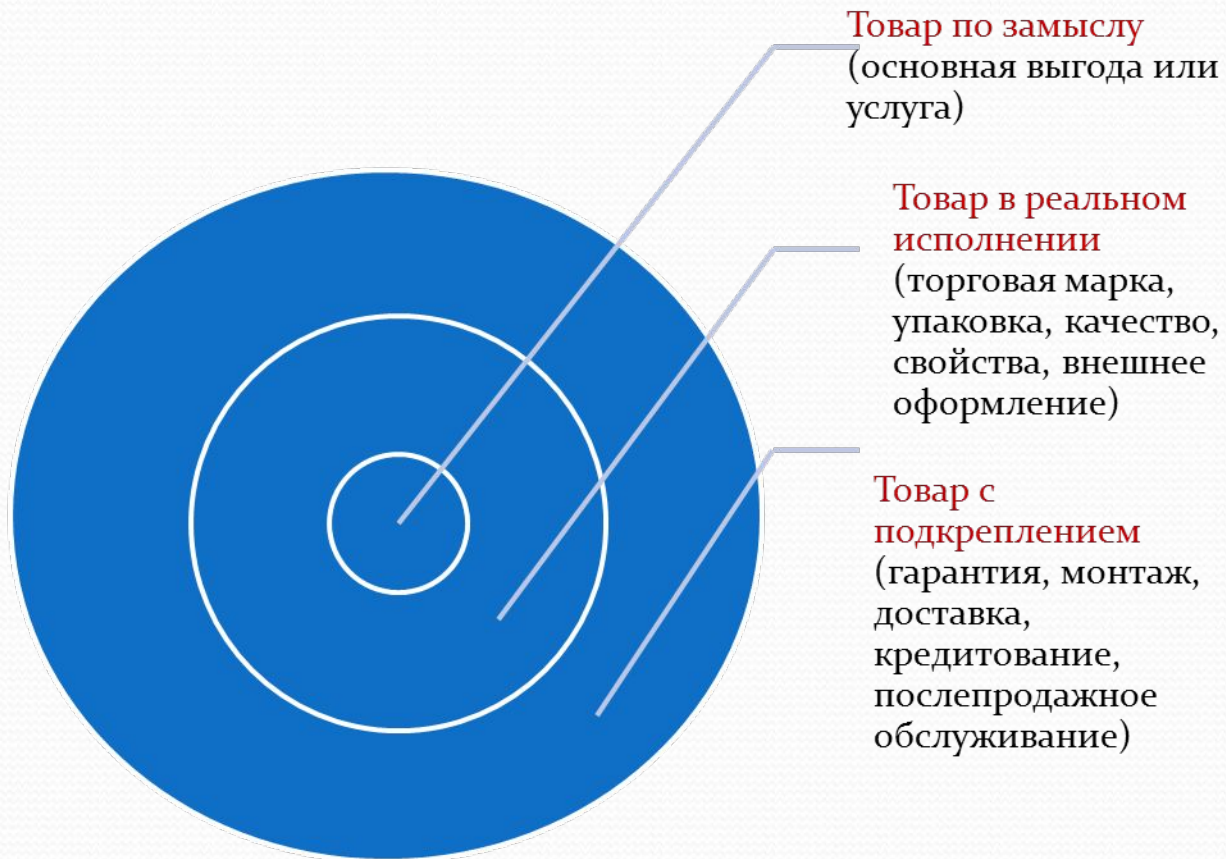 Товар по замыслу
(основная выгода или
услуга)
Товар в реальном
исполнении
(торговая марка,
упаковка, качество,
свойства, внешнее
оформление)
Товар с
подкреплением
(гарантия, монтаж,
доставка,
кредитование,
послепродажное
обслуживание)